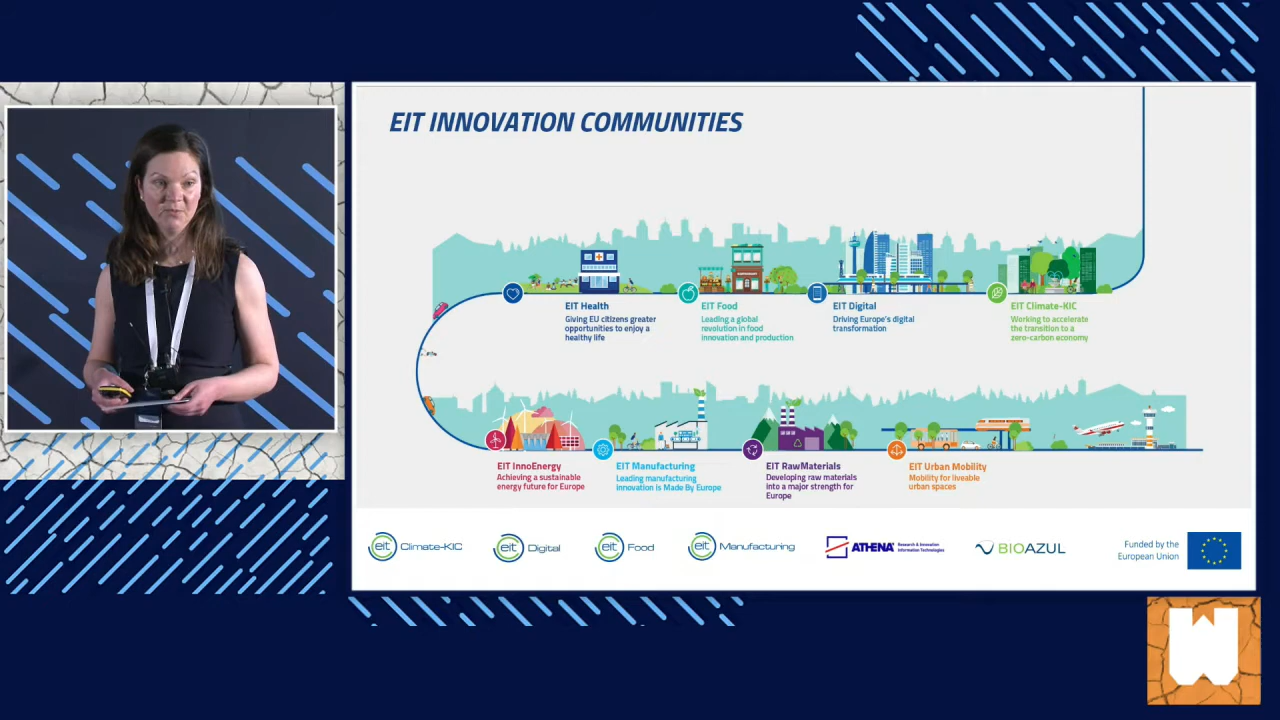 EIT INNOVATION COMMUNITIES
EIT Health
Giving EU citizens greater
opportunities to enjoy a
healthy life
EIT Food
Leading a global
revolution in food
innovation and production
EIT Digital
Driving Europe's digital
transformation
EIT Climate-KIC
Working to accelerate
the transition to a
zero-carbon economy
EIT InnoEnergy
Achieving a sustainable
energy future for Europe
EIT Manufacturing
Leading manufacturing
innovation is Made By Europe
EIT RawMaterials
Developing raw materials
into a major strength for
Europe
EIT Urban Mobility
Mobility for liveable
urban spaces
eit Climate-KIC
eit Digital
eit Food
eit Manufacturing
ATHENA
Research & Innovation
Information Technologies
BIOAZUL
Funded by the
European Union
W